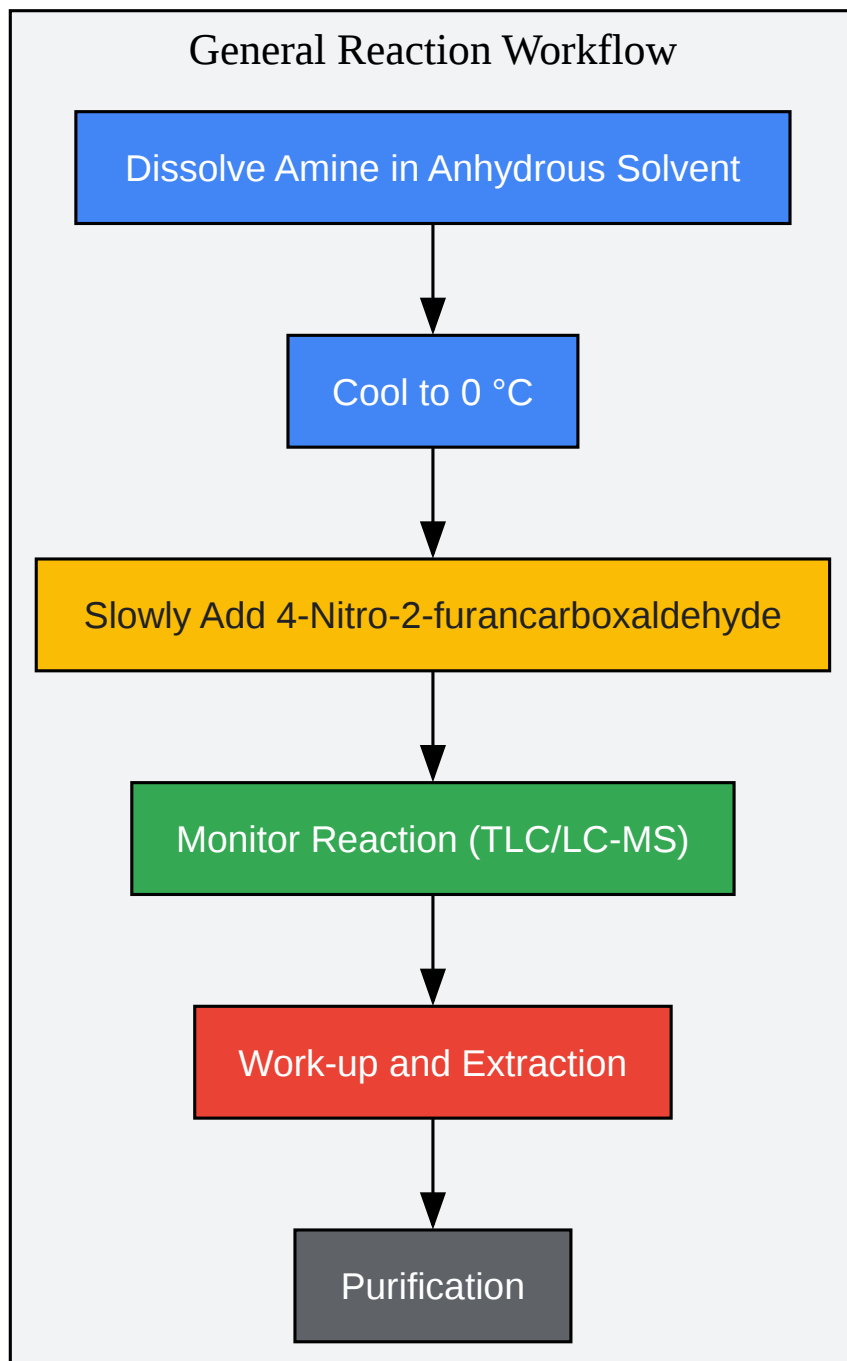 General Reaction Workflow
Dissolve Amine in Anhydrous Solvent
Cool to 0 °C
Slowly Add 4-Nitro-2-furancarboxaldehyde
Monitor Reaction (TLC/LC-MS)
Work-up and Extraction
Purification